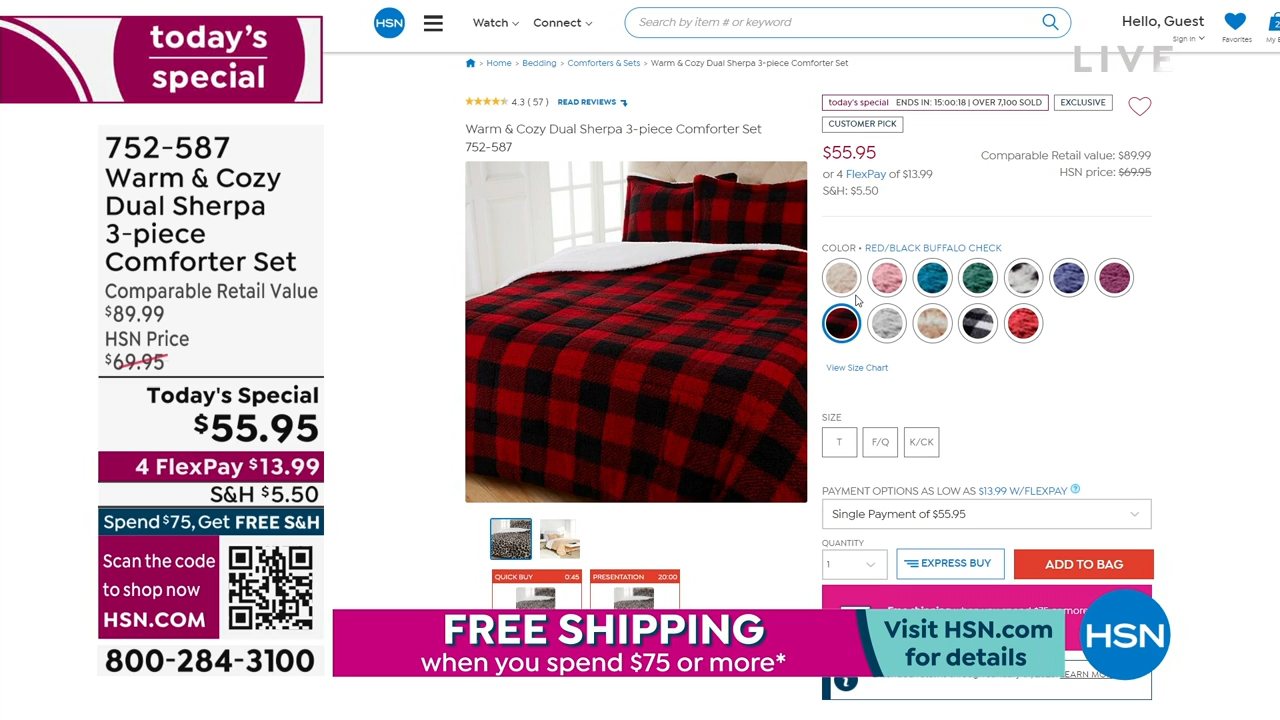 today's
special
752-587
Warm & Cozy
Dual Sherpa
3-piece
Comforter Set
Comparable Retail Value
$89.99
HSN Price
$69.95
Today's Special
$55.95
4 FlexPay $13.99
S&H $5.50
Spend $75, Get FREE S&H
Scan the code
to shop now
HSN.COM
800-284-3100
HSN
Watch
Connect
Search by item # or keyword
Hello, Guest
Sign In
Favorites
LIVE
Home > Bedding > Comforters & Sets > Warm & Cozy Dual Sherpa 3-piece Comforter Set
4.3 ( 57 ) READ REVIEWS
Warm & Cozy Dual Sherpa 3-piece Comforter Set
752-587
today's special ENDS IN: 15:00:18 | OVER 7,100 SOLD
EXCLUSIVE
CUSTOMER PICK
$55.95
or 4 FlexPay of $13.99
S&H: $5.50
Comparable Retail value: $89.99
HSN price: $69.95
COLOR • RED/BLACK BUFFALO CHECK
View Size Chart
SIZE
T F/Q K/CK
PAYMENT OPTIONS AS LOW AS $13.99 W/FLEXPAY
Single Payment of $55.95
QUANTITY
1
EXPRESS BUY
ADD TO BAG
QUICK BUY 0:45
PRESENTATION 20:00
FREE SHIPPING
when you spend $75 or more*
Visit HSN.com
for details
HSN